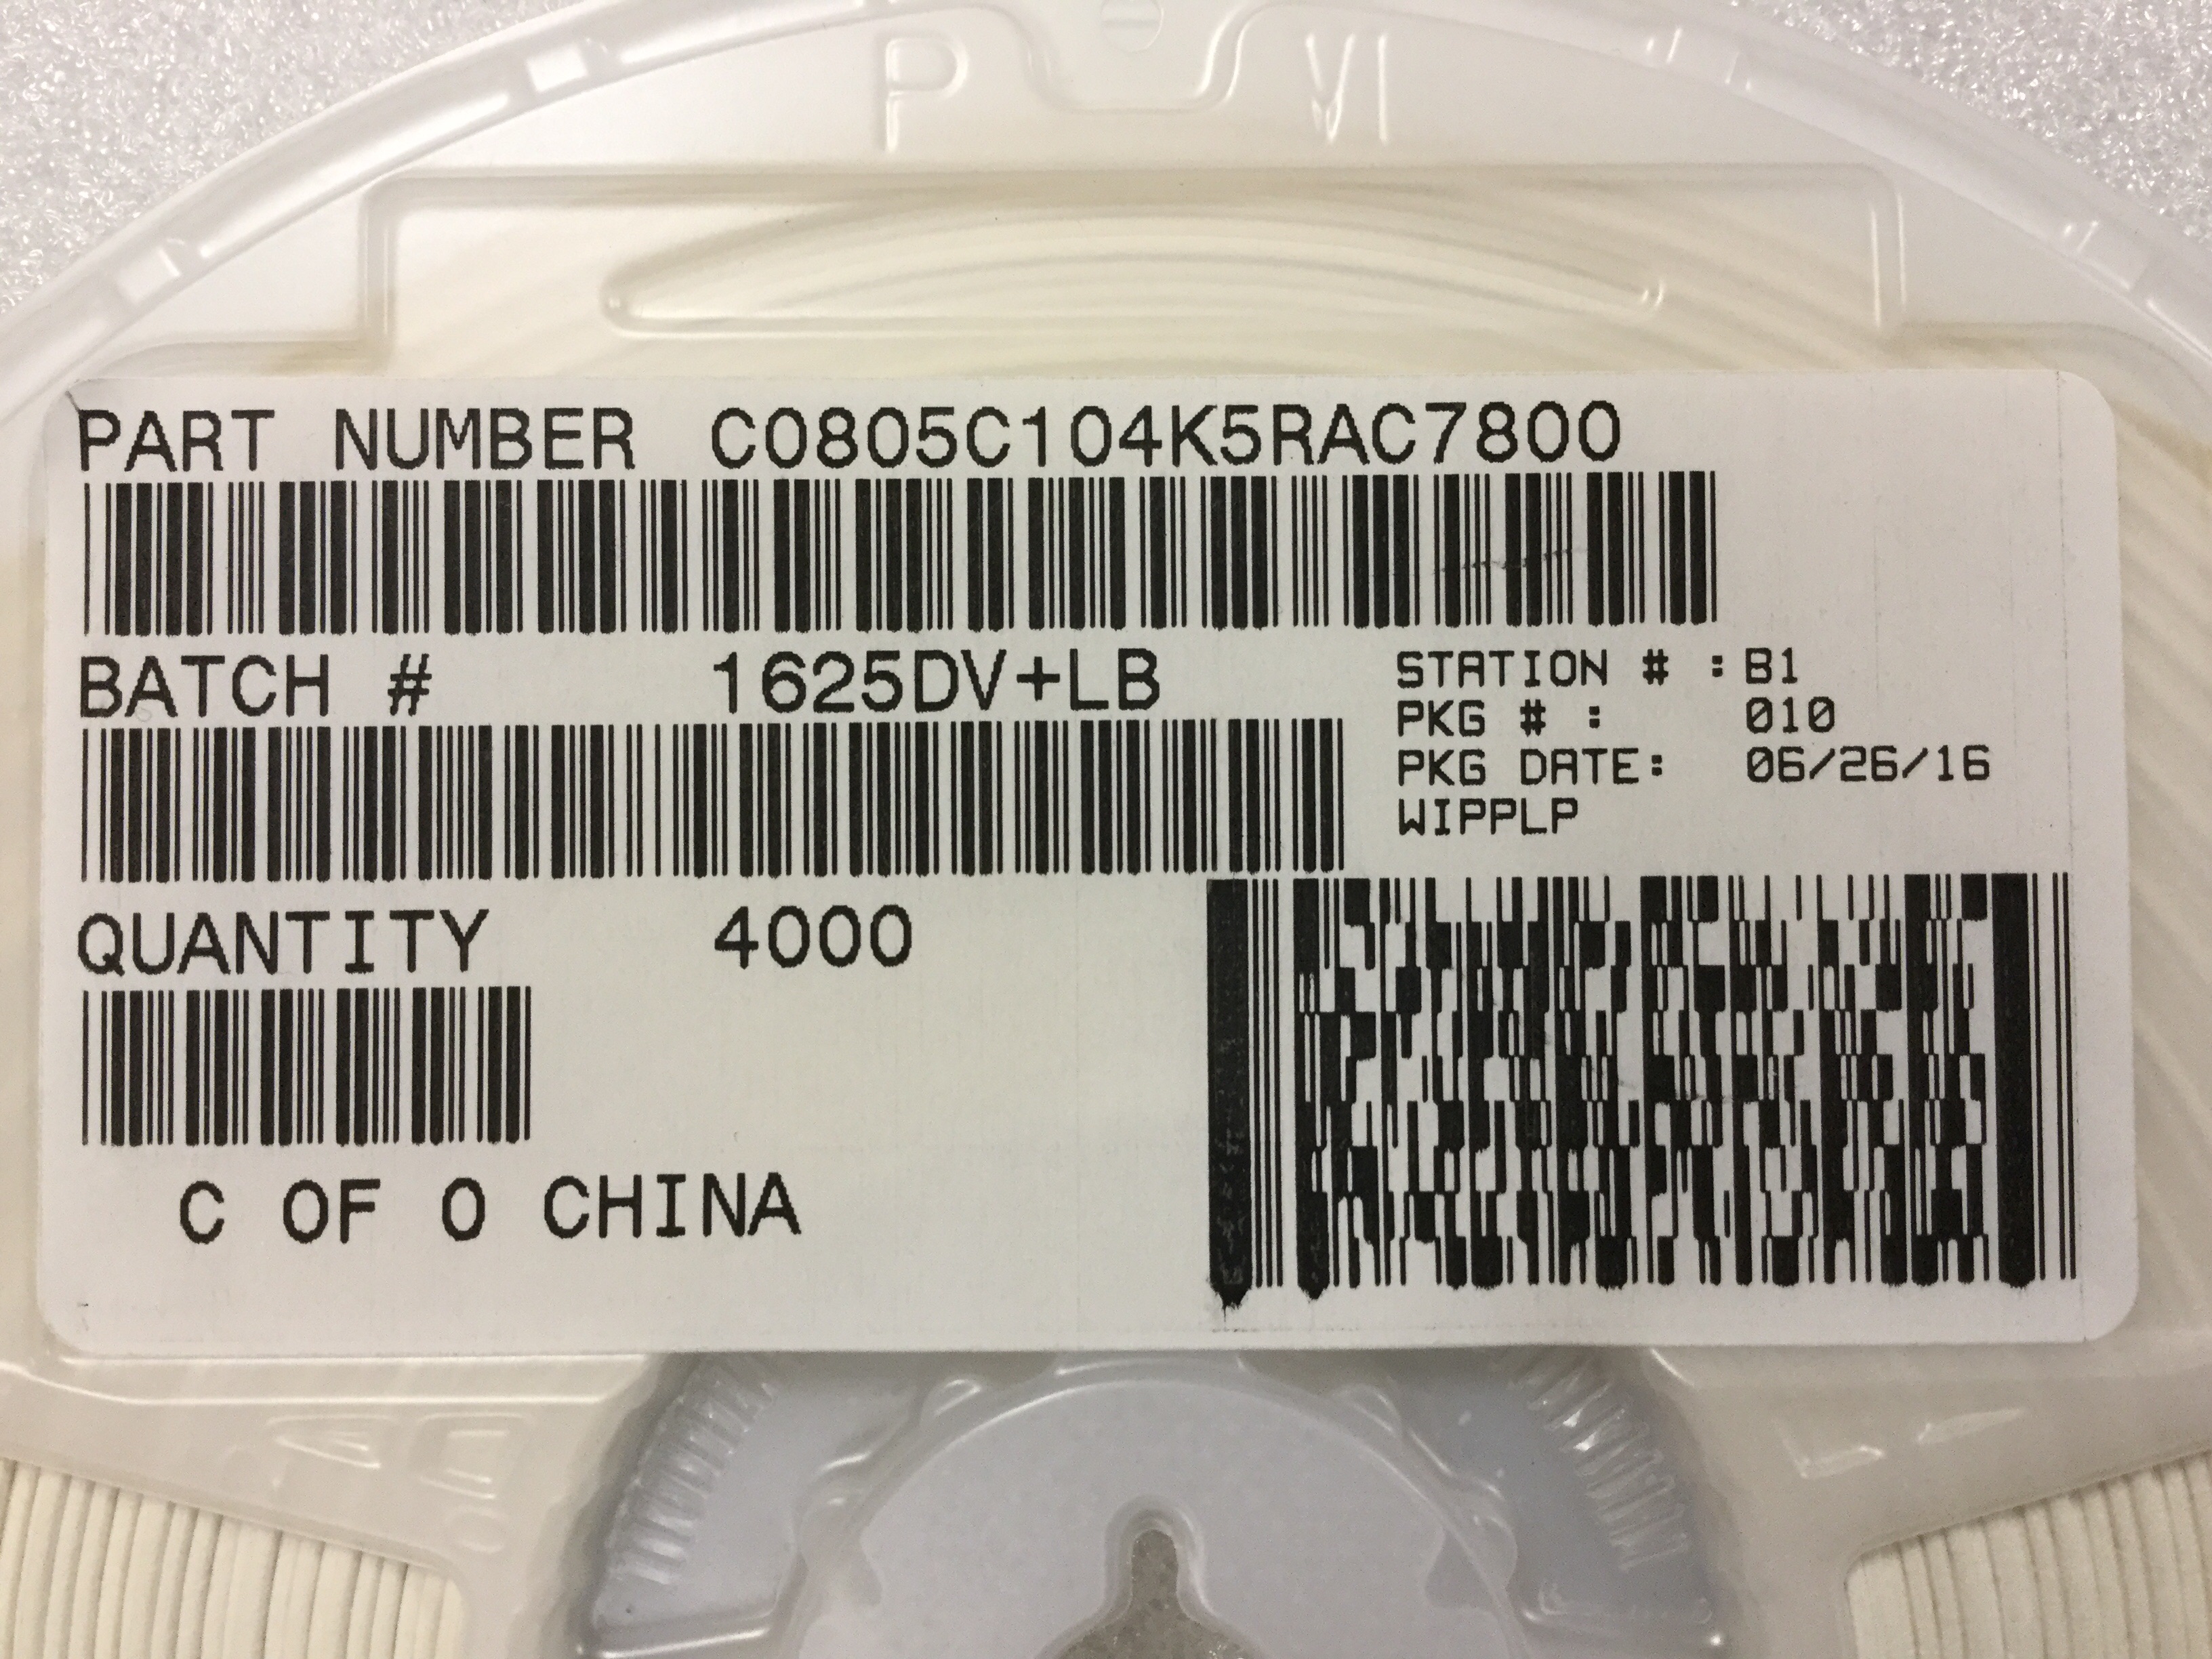 PART NUMBER C0805C104K5RAC7800
BATCH # 1625DV+LB
STATION # : B1
PKG # : 010
PKG DATE: 06/26/16
WIPPLP
QUANTITY 4000
C OF O CHINA